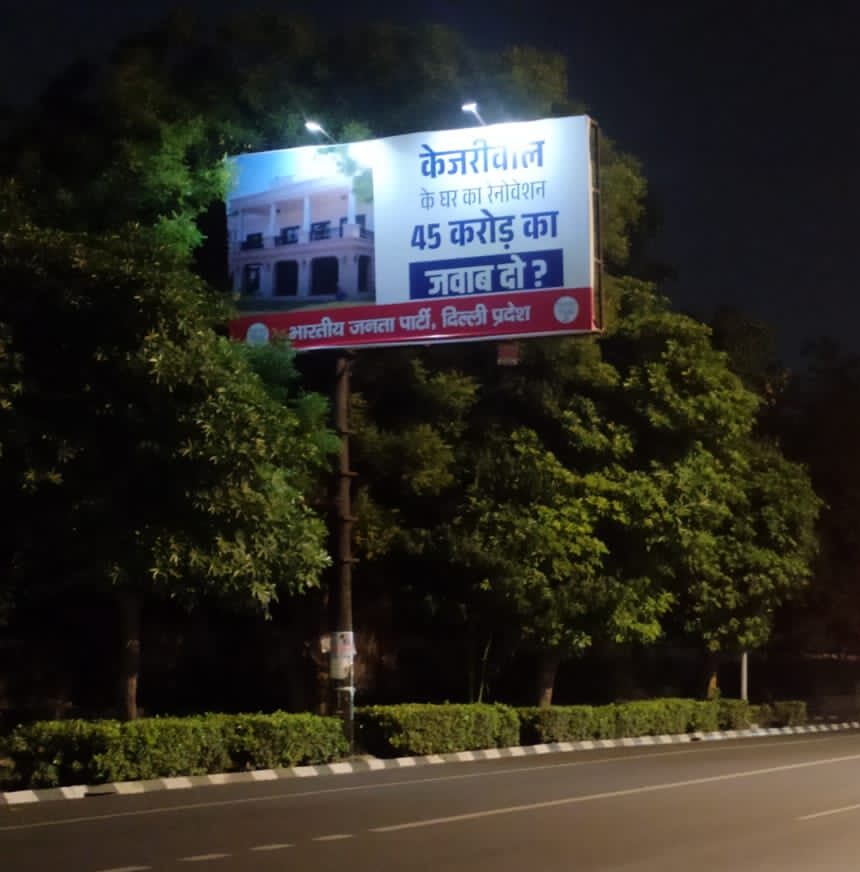 केजरीवाल
के घर का रेनोवेशन
45 करोड़ का
जवाब दो ?
भारतीय जनता पार्टी, दिल्ली प्रदेश